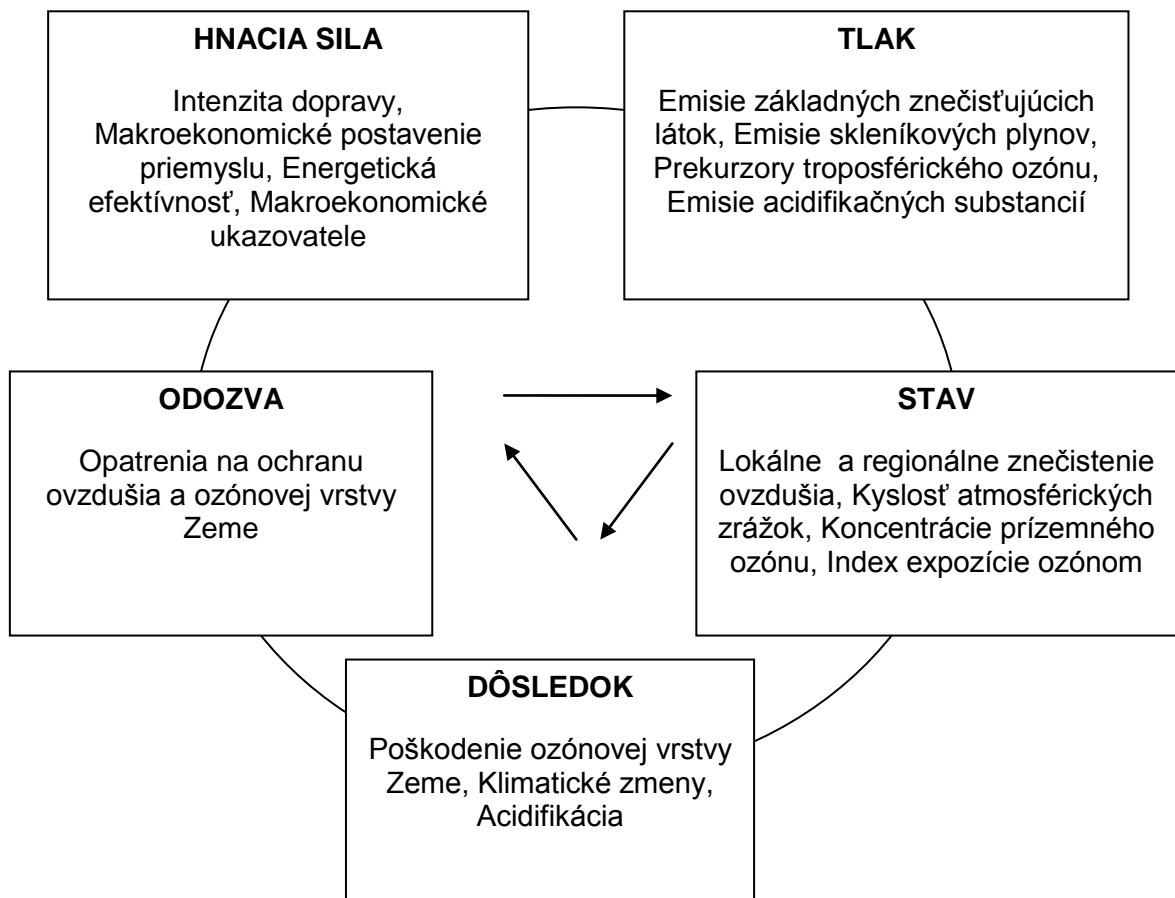 HNACIA SILA
Intenzita dopravy,
Makroekonomické postavenie
priemyslu, Energetická
efektívnosť, Makroekonomické
ukazovatele
TLAK
Emisie základných znečisťujúcich
látok, Emisie skleníkových plynov,
Prekurzory troposférického ozónu,
Emisie acidifikačných substancií
ODOZVA
Opatrenia na ochranu
ovzdušia a ozónovej vrstvy
Zeme
STAV
Lokálne a regionálne znečistenie
ovzdušia, Kyslosť atmosférických
zrážok, Koncentrácie prízemného
ozónu, Index expozície ozónom
DÔSLEDOK
Poškodenie ozónovej vrstvy
Zeme, Klimatické zmeny,
Acidifikácia